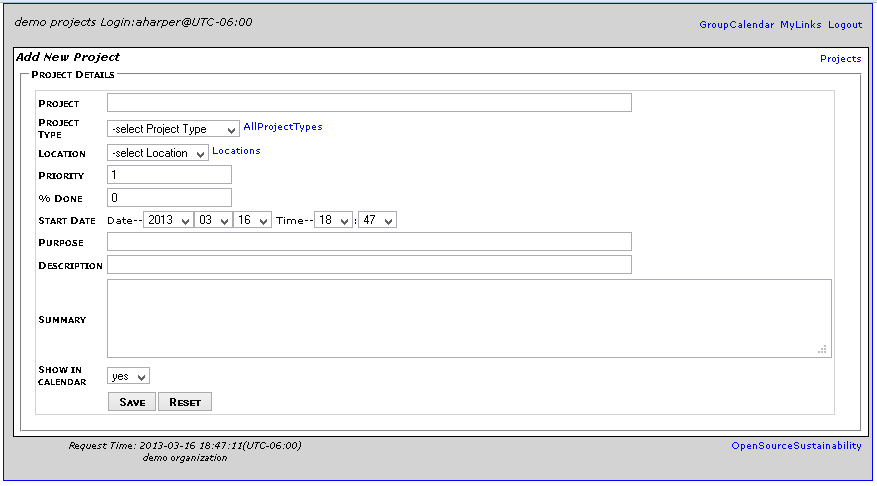 demo projects Login:aharper@UTC-06:00
GroupCalendar MyLinks Logout
Add New Project
Projects
Project Details
Project
Project Type -select Project Type AllProjectTypes
Location -select Location Locations
Priority 1
% Done 0
Start Date Date-- 2013 03 16 Time-- 18 : 47
Purpose
Description
Summary
Show in calendar yes
Save Reset
Request Time: 2013-03-16 18:47:11(UTC-06:00)
OpenSourceSustainability
demo organization